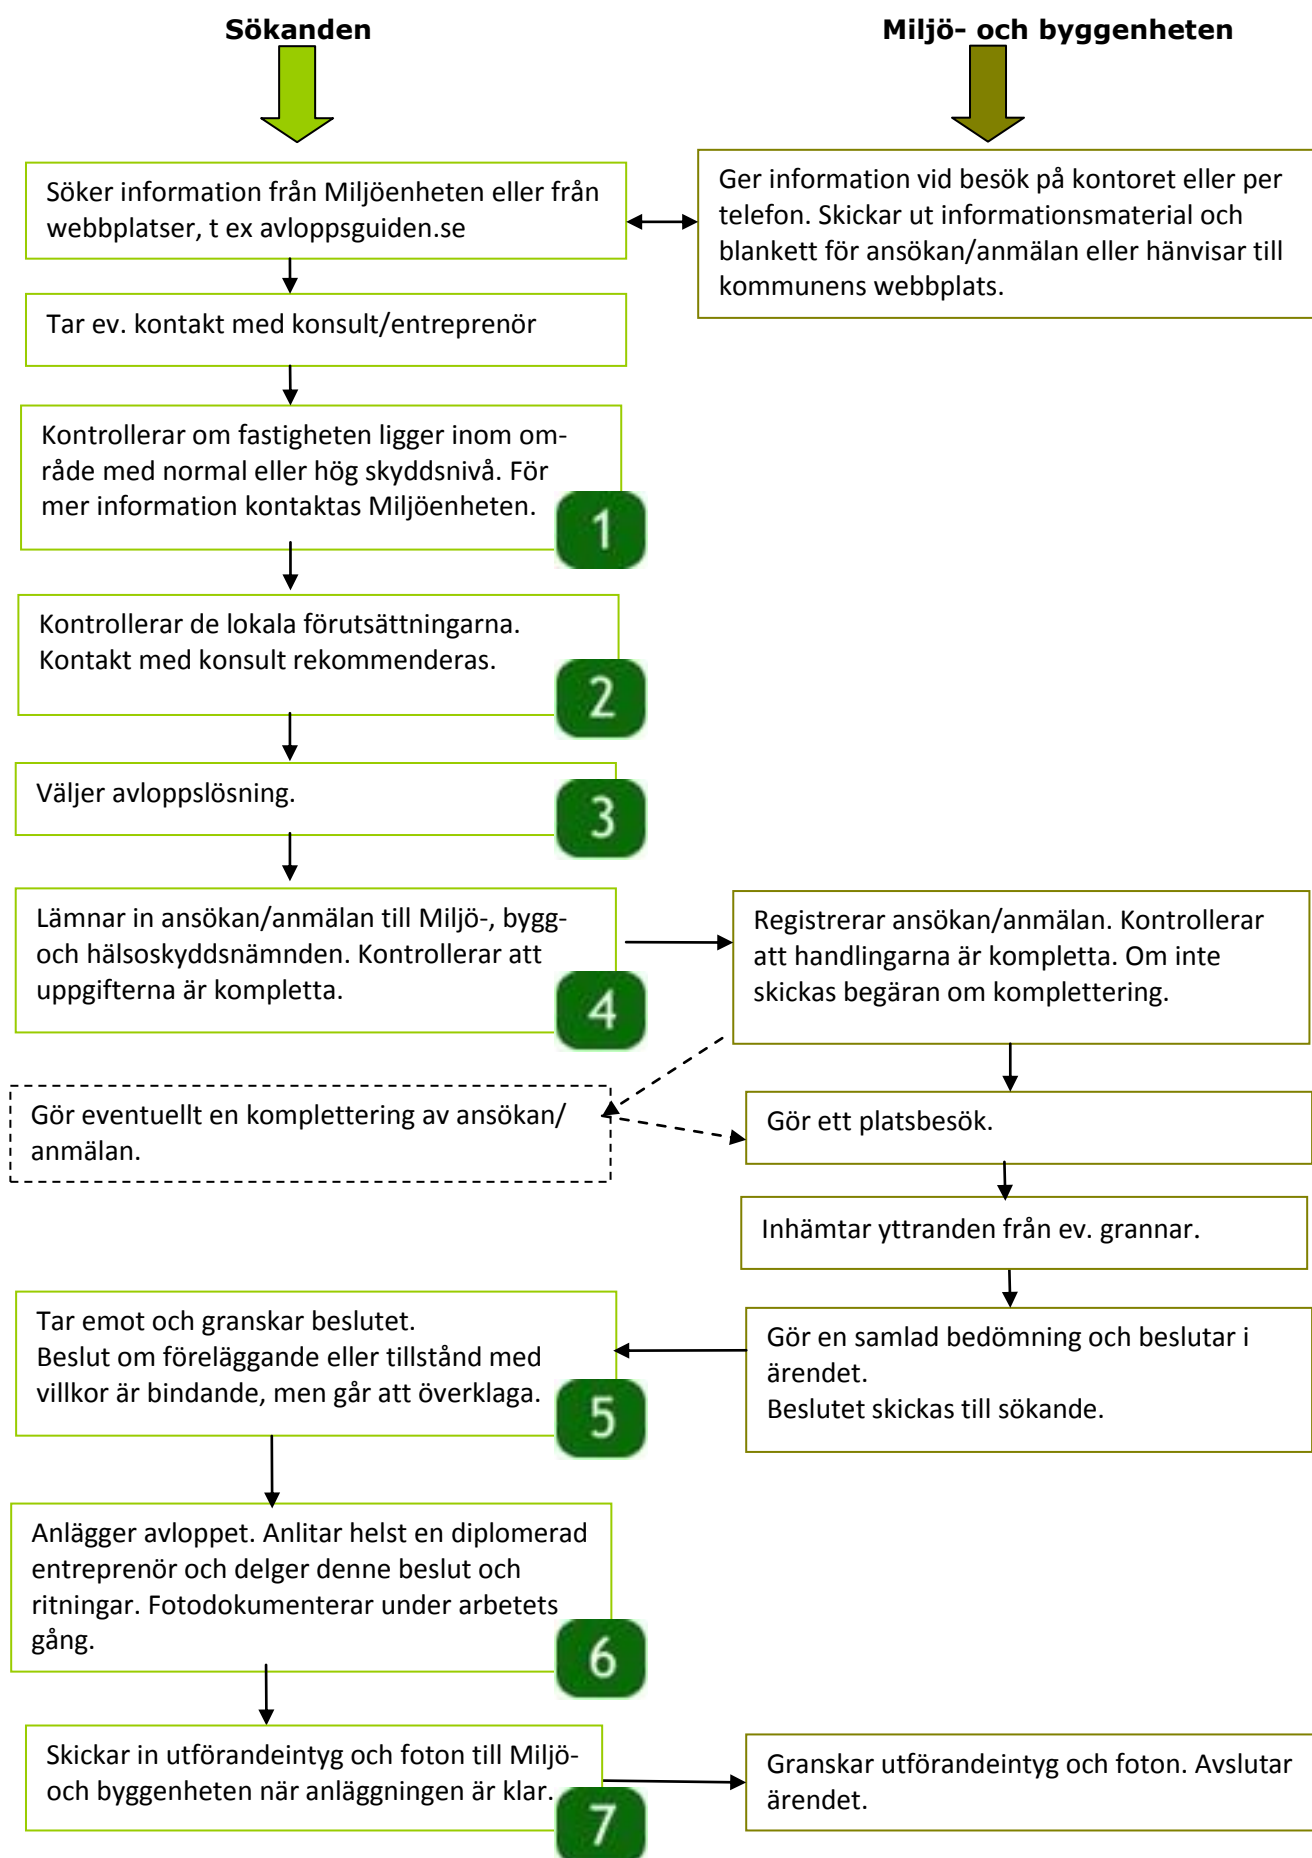 Sökanden
Miljö- och byggenheten
Söker information från Miljöenheten eller från
webbplatser, t ex avloppsguiden.se
Ger information vid besök på kontoret eller per
telefon. Skickar ut informationsmaterial och
blankett för ansökan/anmälan eller hänvisar till
kommunens webbplats.
Tar ev. kontakt med konsult/entreprenör
Kontrollerar om fastigheten ligger inom om-
råde med normal eller hög skyddsnivå. För
mer information kontaktas Miljöenheten.
1
Kontrollerar de lokala förutsättningarna.
Kontakt med konsult rekommenderas.
2
Väljer avloppslösning.
3
Lämnar in ansökan/anmälan till Miljö-, bygg-
och hälsoskyddsnämnden. Kontrollerar att
uppgifterna är kompletta.
4
Registrerar ansökan/anmälan. Kontrollerar
att handlingarna är kompletta. Om inte
skickas begäran om komplettering.
Gör eventuellt en komplettering av ansökan/
anmälan.
Gör ett platsbesök.
Inhämtar yttranden från ev. grannar.
Gör en samlad bedömning och beslutar i
ärendet.
Beslutet skickas till sökande.
Tar emot och granskar beslutet.
Beslut om föreläggande eller tillstånd med
villkor är bindande, men går att överklaga.
5
Anlägger avloppet. Anlitar helst en diplomerad
entreprenör och delger denne beslut och
ritningar. Fotodokumenterar under arbetets
gång.
6
Skickar in utförandeintyg och foton till Miljö-
och byggenheten när anläggningen är klar.
7
Granskar utförandeintyg och foton. Avslutar
ärendet.